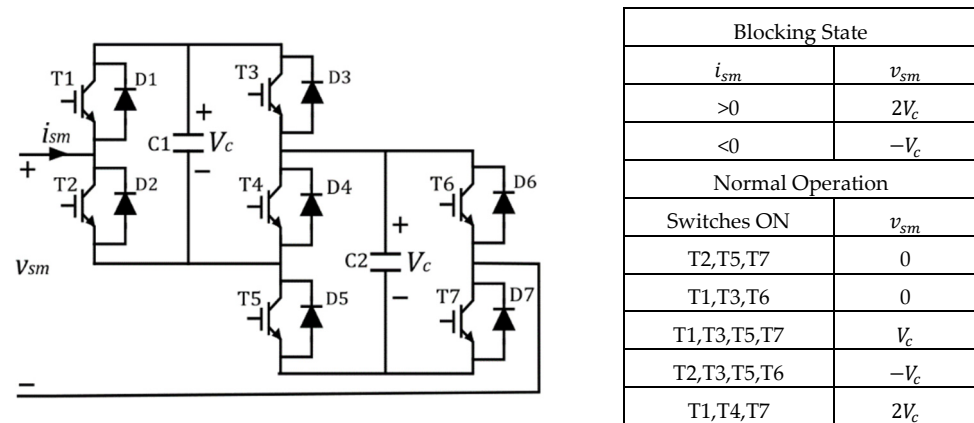 T1
D1
T3
D3
+
i_sm
C1
V_c
+
−
T2
D2
T4
D4
T6
D6
+
v_sm
C2
V_c
−
T5
D5
T7
D7
−
Blocking State
i_sm v_sm
>0 2V_c
<0 −V_c
Normal Operation
Switches ON v_sm
T2,T5,T7 0
T1,T3,T6 0
T1,T3,T5,T7 V_c
T2,T3,T5,T6 −V_c
T1,T4,T7 2V_c